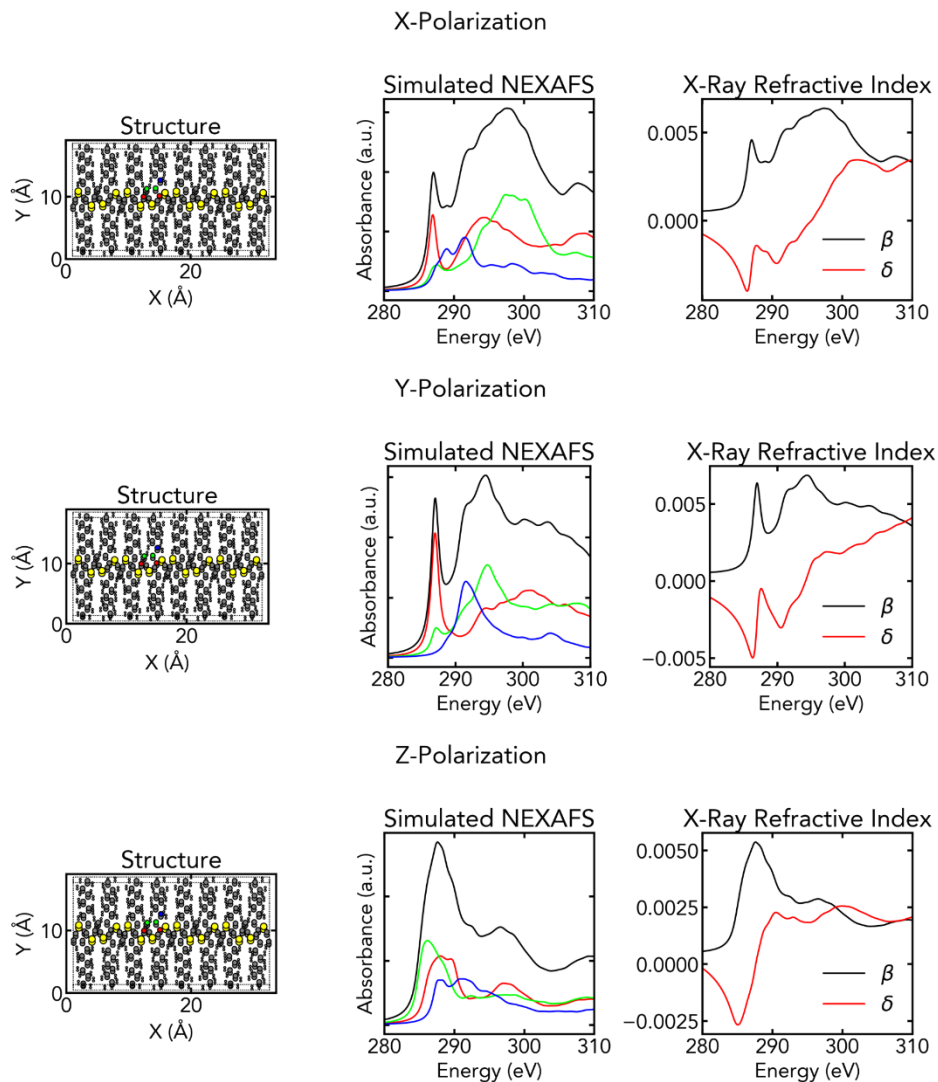 X-Polarization
Structure
Y (Å)
10
0
0
20
X (Å)
Simulated NEXAFS
Absorbance (a.u.)
280 290 300 310
Energy (eV)
X-Ray Refractive Index
0.005
0.000
β
δ
280 290 300 310
Energy (eV)
Y-Polarization
Structure
Y (Å)
10
0
0
20
X (Å)
Simulated NEXAFS
Absorbance (a.u.)
280 290 300 310
Energy (eV)
X-Ray Refractive Index
0.005
0.000
−0.005
β
δ
280 290 300 310
Energy (eV)
Z-Polarization
Structure
Y (Å)
10
0
0
20
X (Å)
Simulated NEXAFS
Absorbance (a.u.)
280 290 300 310
Energy (eV)
X-Ray Refractive Index
0.0050
0.0025
0.0000
−0.0025
β
δ
280 290 300 310
Energy (eV)